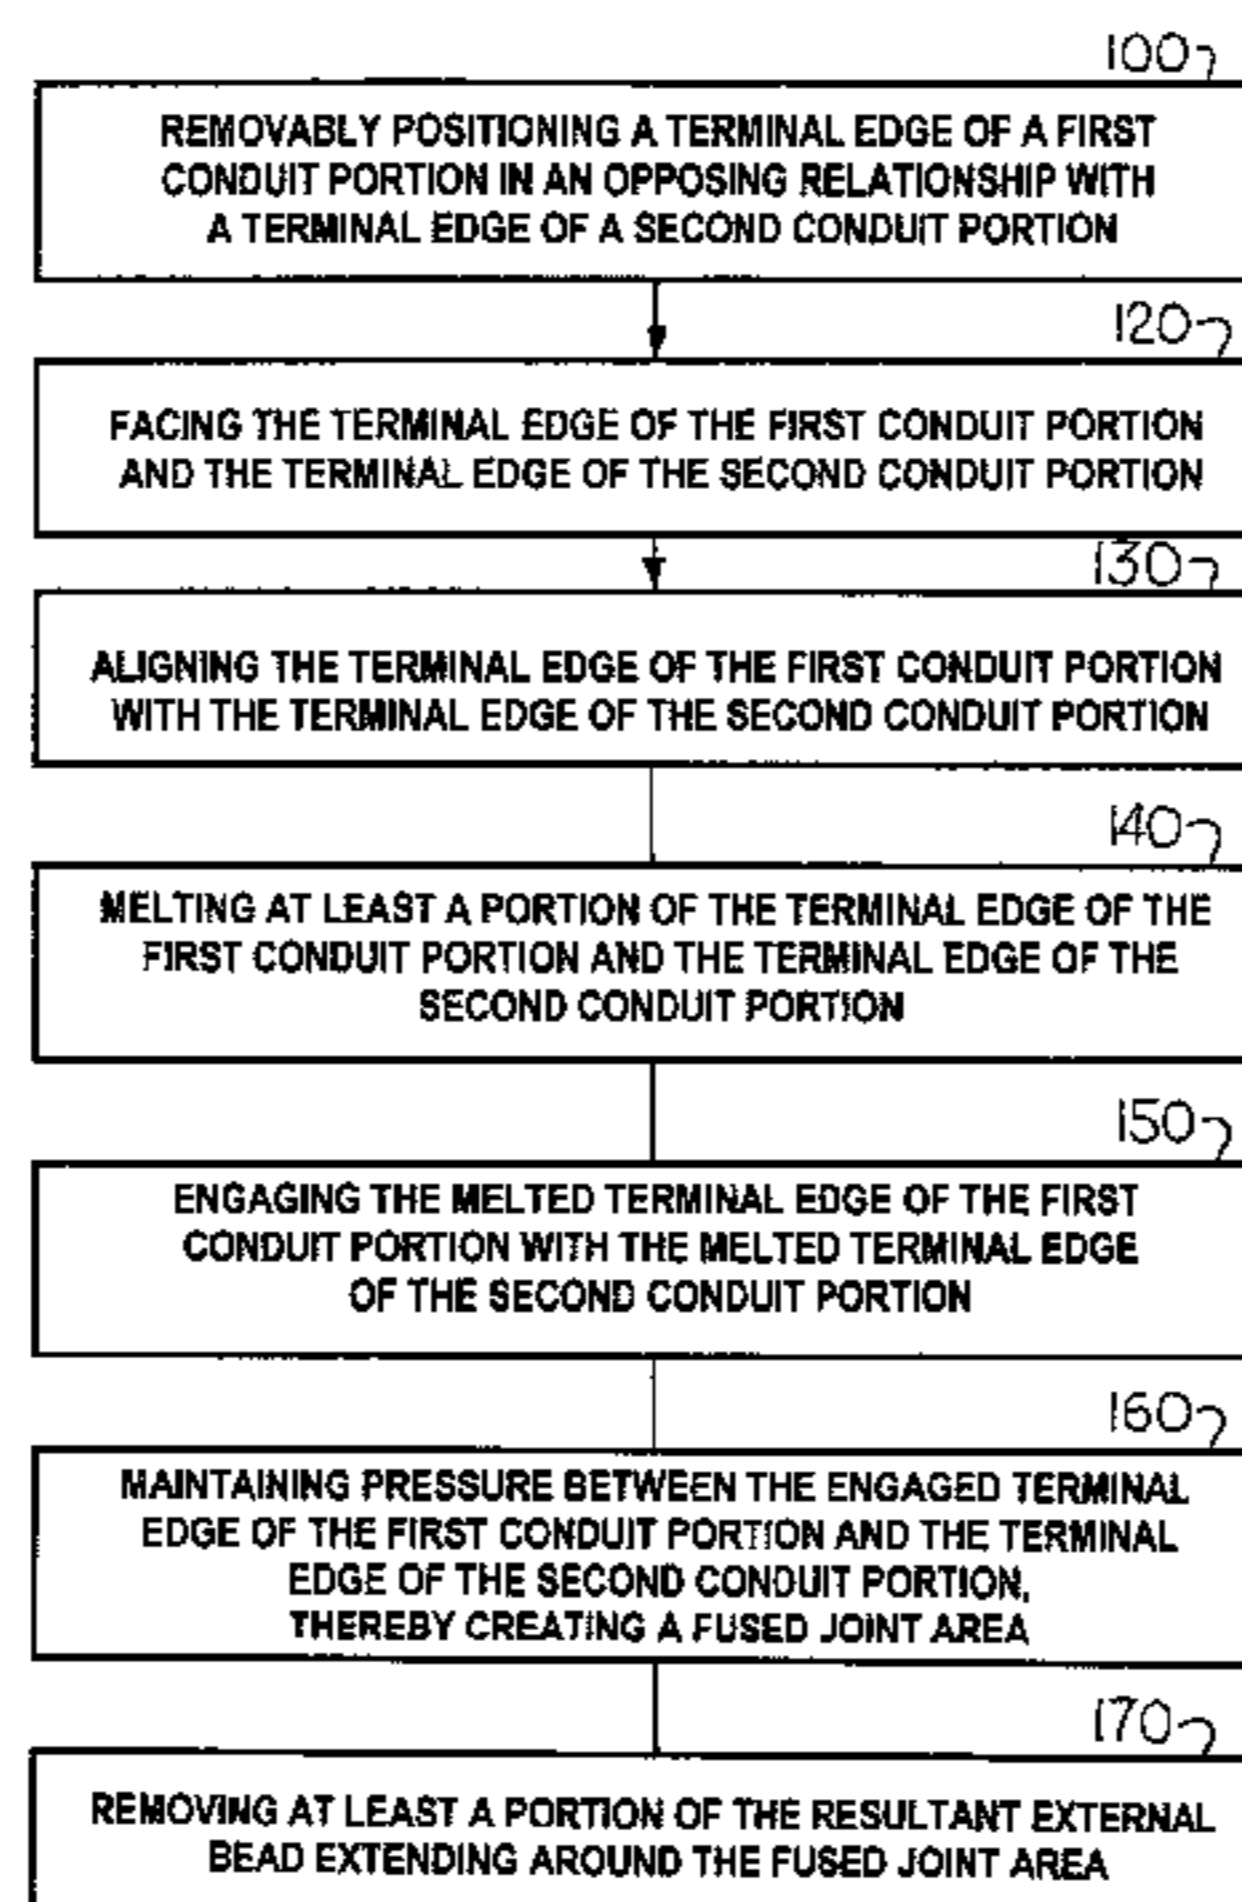 100
REMOVABLY POSITIONING A TERMINAL EDGE OF A FIRST
CONDUIT PORTION IN AN OPPOSING RELATIONSHIP WITH
A TERMINAL EDGE OF A SECOND CONDUIT PORTION
120
FACING THE TERMINAL EDGE OF THE FIRST CONDUIT PORTION
AND THE TERMINAL EDGE OF THE SECOND CONDUIT PORTION
130
ALIGNING THE TERMINAL EDGE OF THE FIRST CONDUIT PORTION
WITH THE TERMINAL EDGE OF THE SECOND CONDUIT PORTION
140
MELTING AT LEAST A PORTION OF THE TERMINAL EDGE OF THE
FIRST CONDUIT PORTION AND THE TERMINAL EDGE OF THE
SECOND CONDUIT PORTION
150
ENGAGING THE MELTED TERMINAL EDGE OF THE FIRST
CONDUIT PORTION WITH THE MELTED TERMINAL EDGE
OF THE SECOND CONDUIT PORTION
160
MAINTAINING PRESSURE BETWEEN THE ENGAGED TERMINAL
EDGE OF THE FIRST CONDUIT PORTION AND THE TERMINAL
EDGE OF THE SECOND CONDUIT PORTION,
THEREBY CREATING A FUSED JOINT AREA
170
REMOVING AT LEAST A PORTION OF THE RESULTANT EXTERNAL
BEAD EXTENDING AROUND THE FUSED JOINT AREA